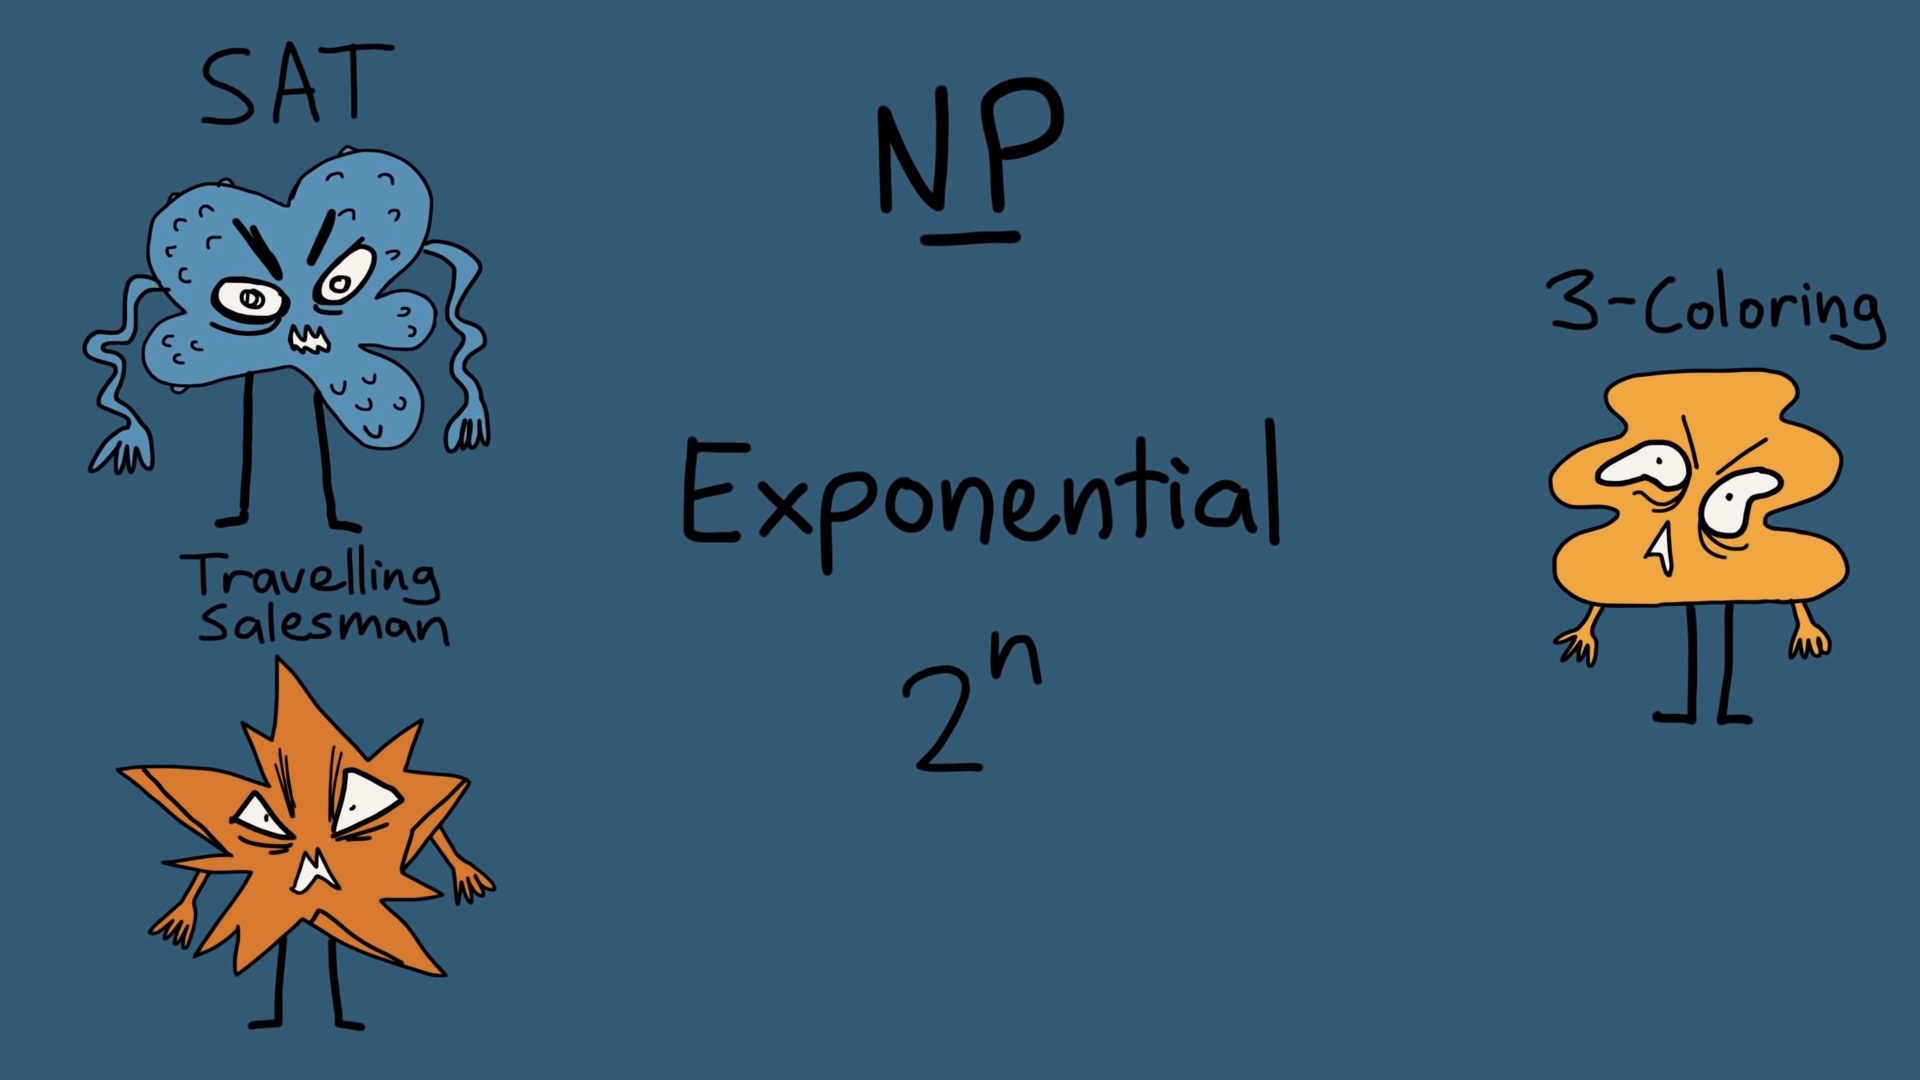 SAT
NP
3-Coloring
Exponential
2ⁿ
Travelling
Salesman